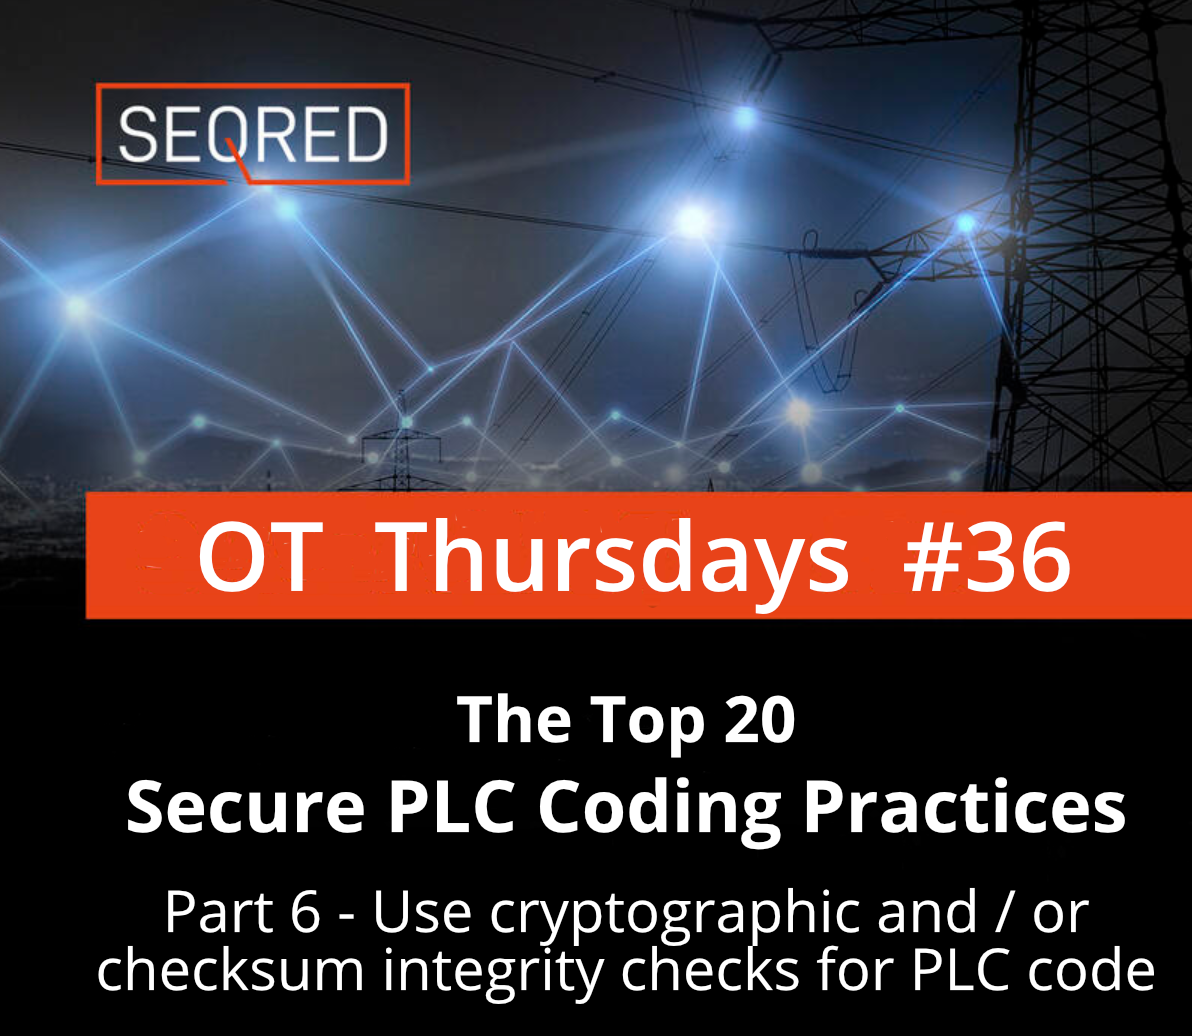 SEQRED
OT Thursdays #36
The Top 20
Secure PLC Coding Practices
Part 6 - Use cryptographic and / or
checksum integrity checks for PLC code